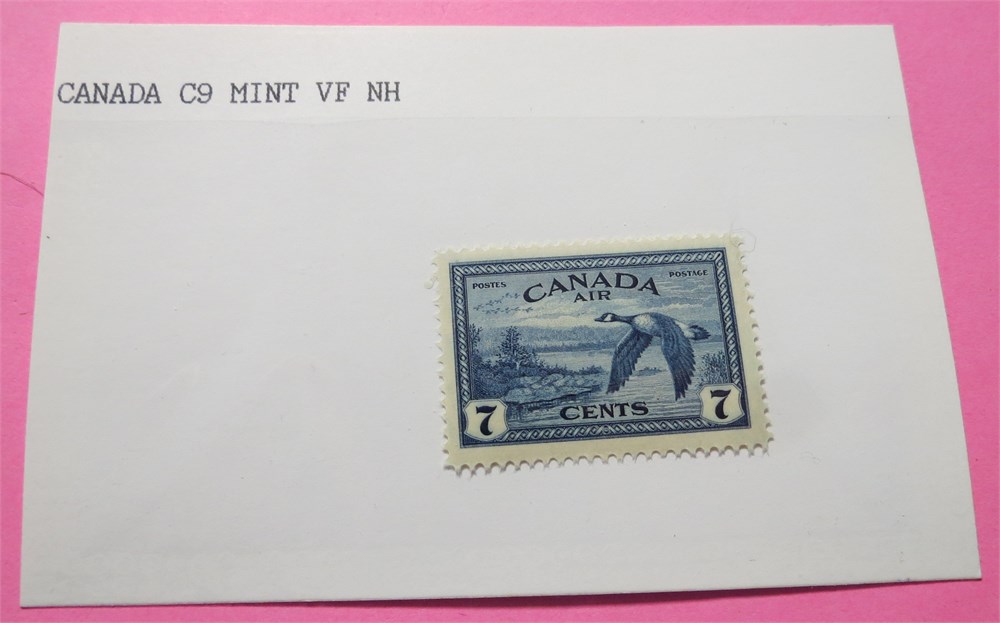 CANADA C9 MINT VF NH
POSTES
CANADA
POSTAGE
AIR
CENTS
7
7